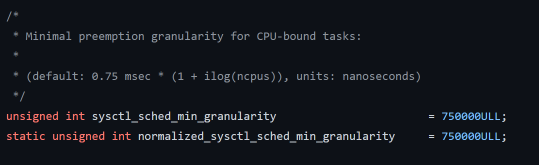 /*
 * Minimal preemption granularity for CPU-bound tasks:
 *
 * (default: 0.75 msec * (1 + ilog(ncpus)), units: nanoseconds)
 */
unsigned int sysctl_sched_min_granularity = 750000ULL;
static unsigned int normalized_sysctl_sched_min_granularity = 750000ULL;